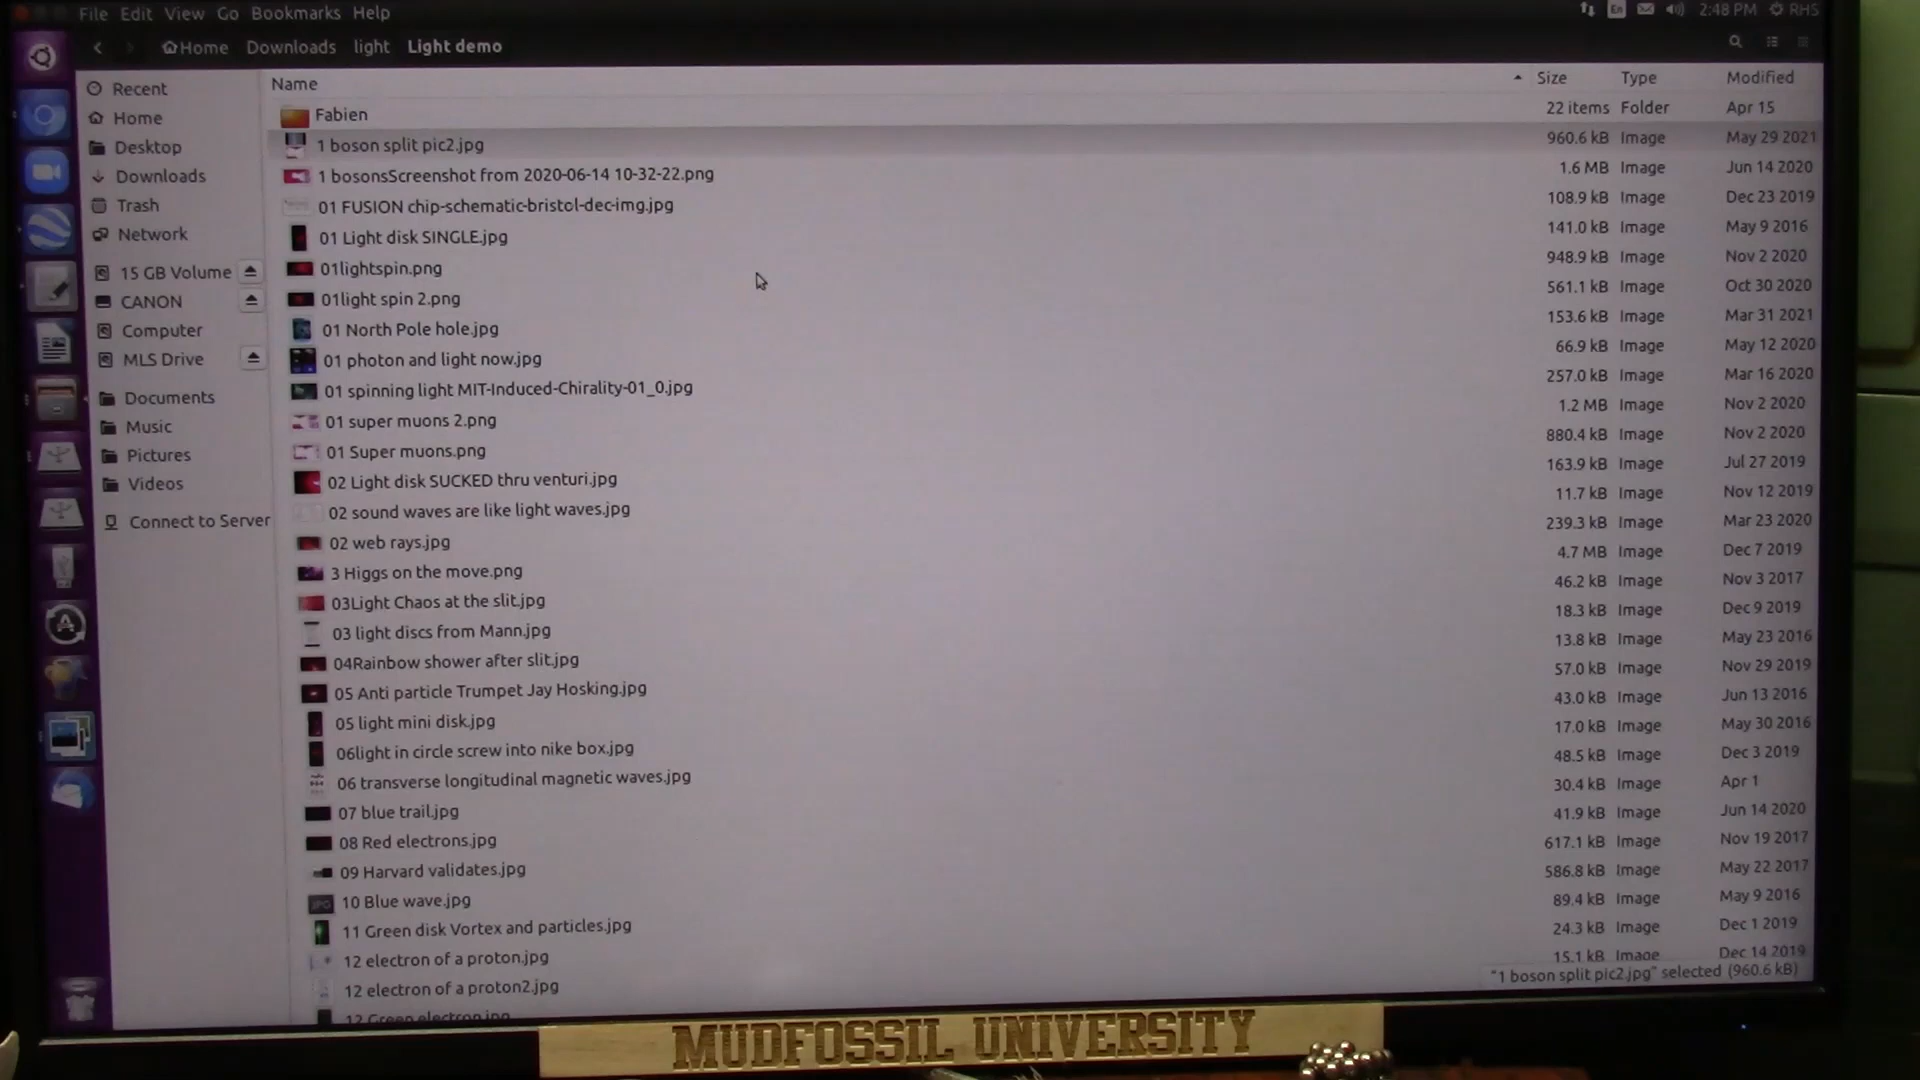 File Edit View Go Bookmarks Help
En 2:48 PM RHS
Home Downloads light Light demo
Recent
Home
Desktop
Downloads
Trash
Network
15 GB Volume
CANON
Computer
MLS Drive
Documents
Music
Pictures
Videos
Connect to Server
Name Size Type Modified
Fabien 22 items Folder Apr 15
1 boson split pic2.jpg 960.6 kB Image May 29 2021
1 bosonsScreenshot from 2020-06-14 10-32-22.png 1.6 MB Image Jun 14 2020
01 FUSION chip-schematic-bristol-dec-img.jpg 108.9 kB Image Dec 23 2019
01 Light disk SINGLE.jpg 141.0 kB Image May 9 2016
01lightspin.png 948.9 kB Image Nov 2 2020
01light spin 2.png 561.1 kB Image Oct 30 2020
01 North Pole hole.jpg 153.6 kB Image Mar 31 2021
01 photon and light now.jpg 66.9 kB Image May 12 2020
01 spinning light MIT-Induced-Chirality-01_0.jpg 257.0 kB Image Mar 16 2020
01 super muons 2.png 1.2 MB Image Nov 2 2020
01 Super muons.png 880.4 kB Image Nov 2 2020
02 Light disk SUCKED thru venturi.jpg 163.9 kB Image Jul 27 2019
02 sound waves are like light waves.jpg 11.7 kB Image Nov 12 2019
02 web rays.jpg 239.3 kB Image Mar 23 2020
3 Higgs on the move.png 4.7 MB Image Dec 7 2019
03Light Chaos at the slit.jpg 46.2 kB Image Nov 3 2017
03 light discs from Mann.jpg 18.3 kB Image Dec 9 2019
04Rainbow shower after slit.jpg 13.8 kB Image May 23 2016
05 Anti particle Trumpet Jay Hosking.jpg 57.0 kB Image Nov 29 2019
05 light mini disk.jpg 43.0 kB Image Jun 13 2016
06light in circle screw into nike box.jpg 17.0 kB Image May 30 2016
06 transverse longitudinal magnetic waves.jpg 48.5 kB Image Dec 3 2019
07 blue trail.jpg 30.4 kB Image Apr 1
08 Red electrons.jpg 41.9 kB Image Jun 14 2020
09 Harvard validates.jpg 617.1 kB Image Nov 19 2017
10 Blue wave.jpg 586.8 kB Image May 22 2017
11 Green disk Vortex and particles.jpg 89.4 kB Image May 9 2016
12 electron of a proton.jpg 24.3 kB Image Dec 1 2019
12 electron of a proton2.jpg 15.1 kB Image Dec 14 2019
12 Green electron.jpg
"1 boson split pic2.jpg" selected (960.6 kB)
MUDFOSSIL UNIVERSITY